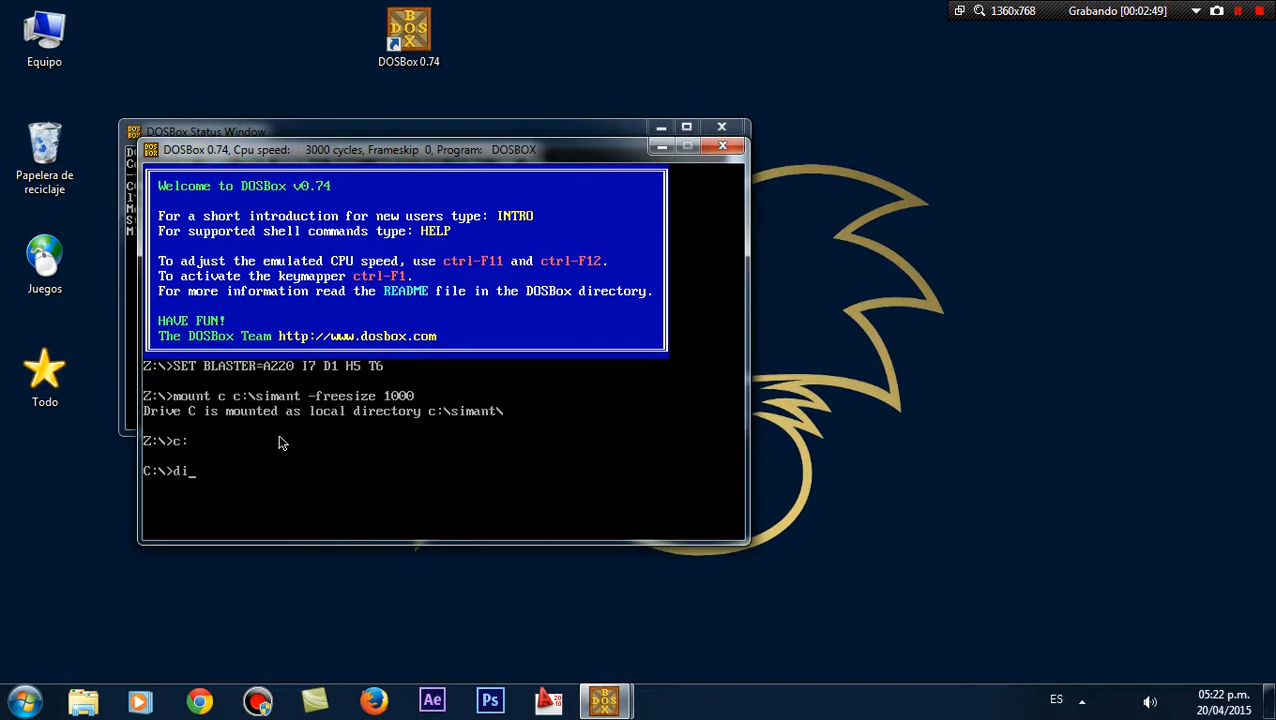 1360x768
Grabando [00:02:49]
Equipo
BOX
DOS
DOSBox 0.74
Papelera de
reciclaje
Juegos
Todo
DOSBox Status Window
DOSBox 0.74, Cpu speed: 3000 cycles, Frameskip 0, Program: DOSBOX
Welcome to DOSBox v0.74
For a short introduction for new users type: INTRO
For supported shell commands type: HELP
To adjust the emulated CPU speed, use ctrl-F11 and ctrl-F12.
To activate the keymapper ctrl-F1.
For more information read the README file in the DOSBox directory.
HAVE FUN!
The DOSBox Team http://www.dosbox.com
Z:\>SET BLASTER=A220 I7 D1 H5 T6
Z:\>mount c c:\simant -freesize 1000
Drive C is mounted as local directory c:\simant\
Z:\>c:
C:\>di_
Ae
Ps
ES
05:22 p.m.
20/04/2015